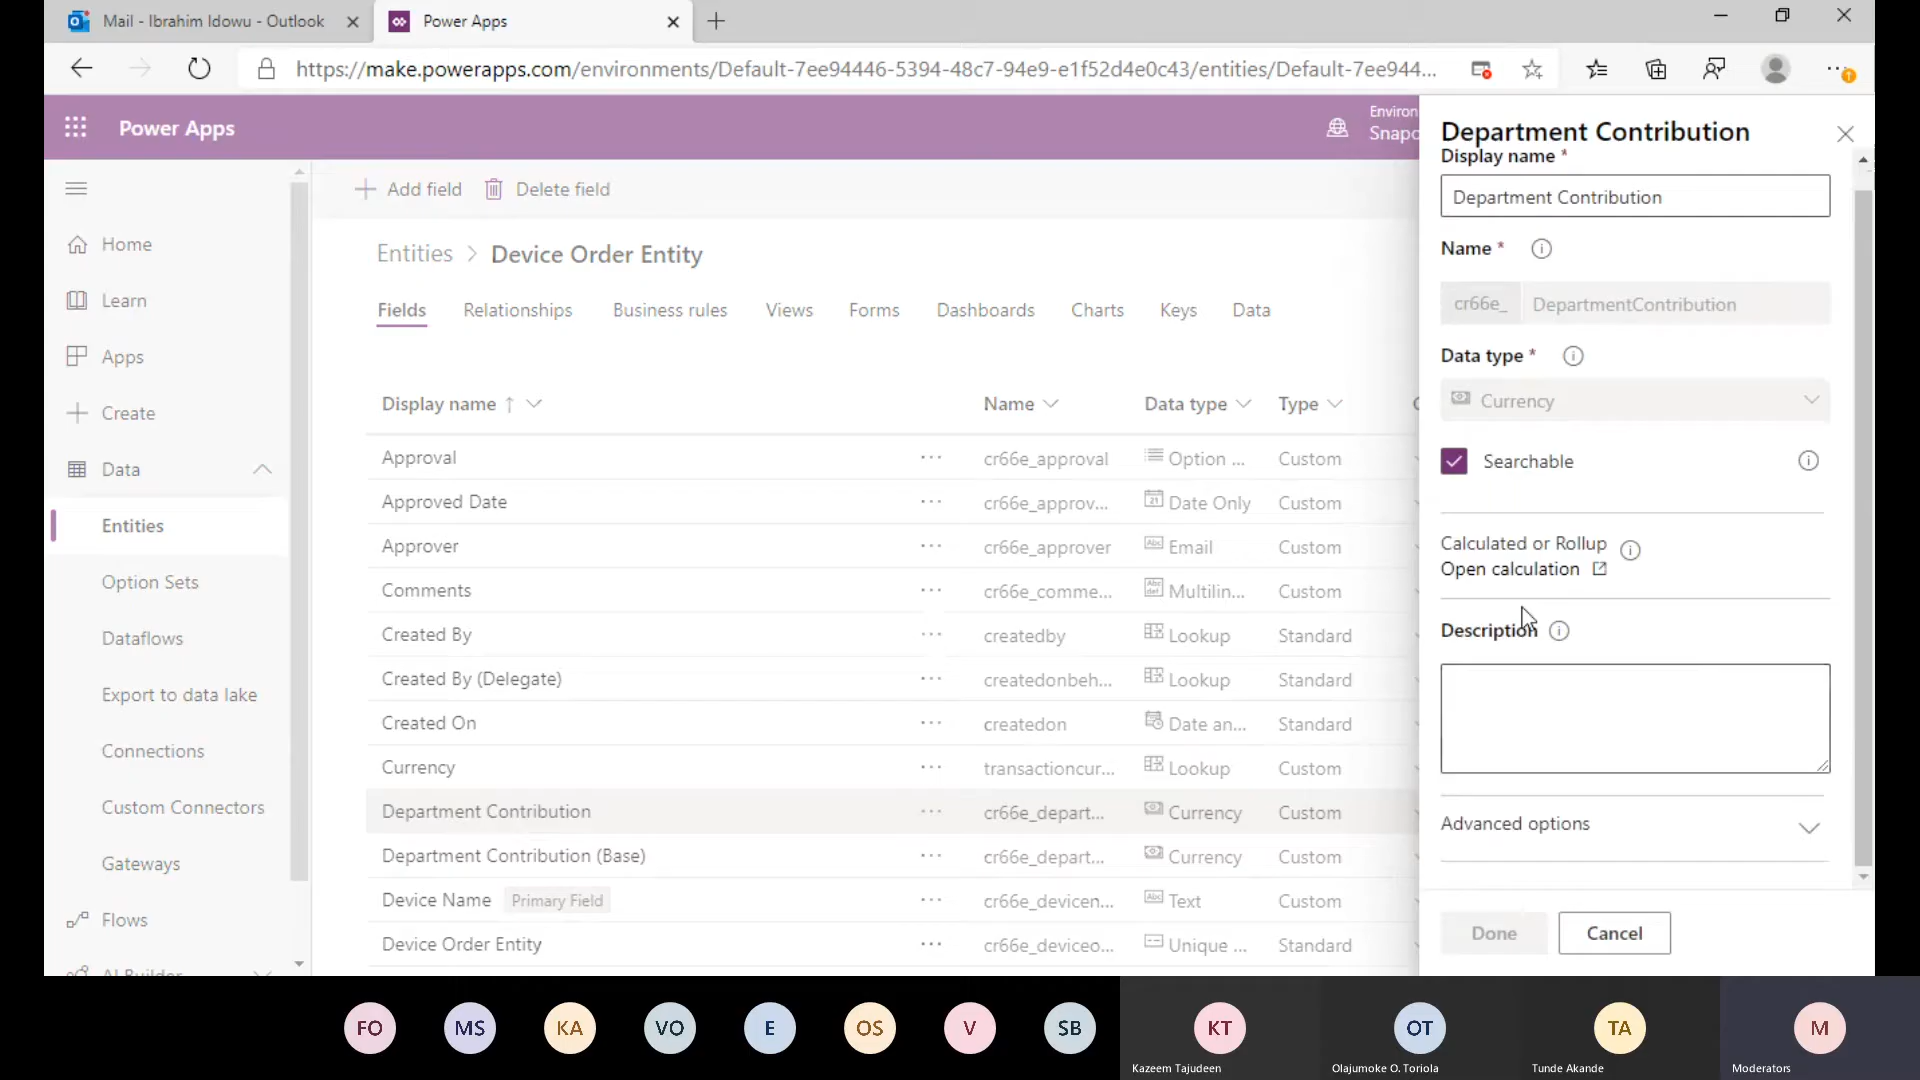 Mail - Ibrahim Idowu - Outlook
Power Apps
https://make.powerapps.com/environments/Default-7ee94446-5394-48c7-94e9-e1f52d4e0c43/entities/Default-7ee944...
Power Apps
Environ
Snapc
Home
Learn
Apps
Create
Data
Entities
Option Sets
Dataflows
Export to data lake
Connections
Custom Connectors
Gateways
Flows
AI Builder
Add field
Delete field
Entities > Device Order Entity
Fields Relationships Business rules Views Forms Dashboards Charts Keys Data
Display name ↑ Name Data type Type
Approval ... cr66e_approval Option ... Custom
Approved Date ... cr66e_approv... Date Only Custom
Approver ... cr66e_approver Email Custom
Comments ... cr66e_comme... Multilin... Custom
Created By ... createdby Lookup Standard
Created By (Delegate) ... createdonbeh... Lookup Standard
Created On ... createdon Date an... Standard
Currency ... transactioncur... Lookup Custom
Department Contribution ... cr66e_depart... Currency Custom
Department Contribution (Base) ... cr66e_depart... Currency Custom
Device Name Primary Field ... cr66e_devicen... Text Custom
Device Order Entity ... cr66e_deviceo... Unique ... Standard
Department Contribution
Display name *
Department Contribution
Name *
cr66e_ DepartmentContribution
Data type *
Currency
Searchable
Calculated or Rollup
Open calculation
Description
Advanced options
Done Cancel
FO MS KA VO E OS V SB KT OT TA M
Kazeem Tajudeen Olajumoke O. Toriola Tunde Akande Moderators